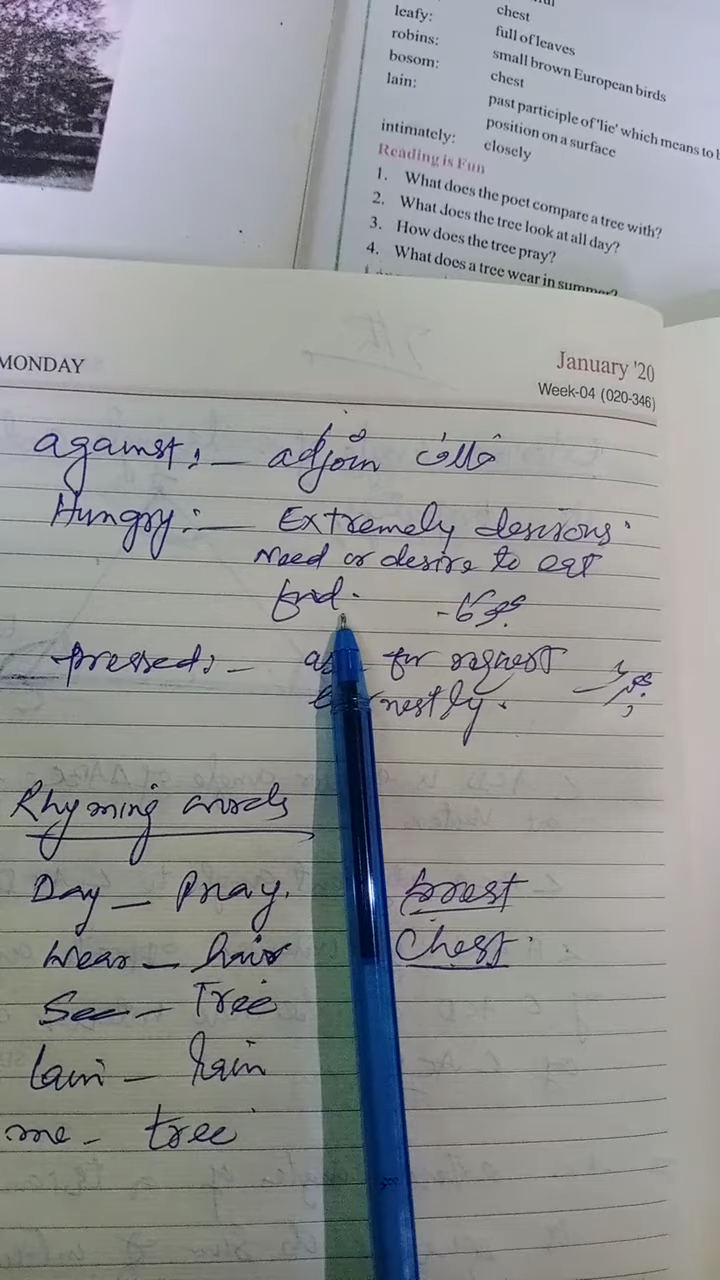 leafy: chest
robins: full of leaves
bosom: small brown European birds
lain: chest
past participle of 'lie' which means to b
position on a surface
intimately: closely
Reading is Fun
1. What does the poet compare a tree with?
2. What does the tree look at all day?
3. How does the tree pray?
4. What does a tree wear in summer?
MONDAY
January '20
Week-04 (020-346)
against :- adjoin
Hungry :- Extremely desirous
need or desire to eat
food.
pressed :- for request
Rhyming words
Day - Pray. brest
Wear - hair Chest.
See - Tree
lain - rain
me - tree